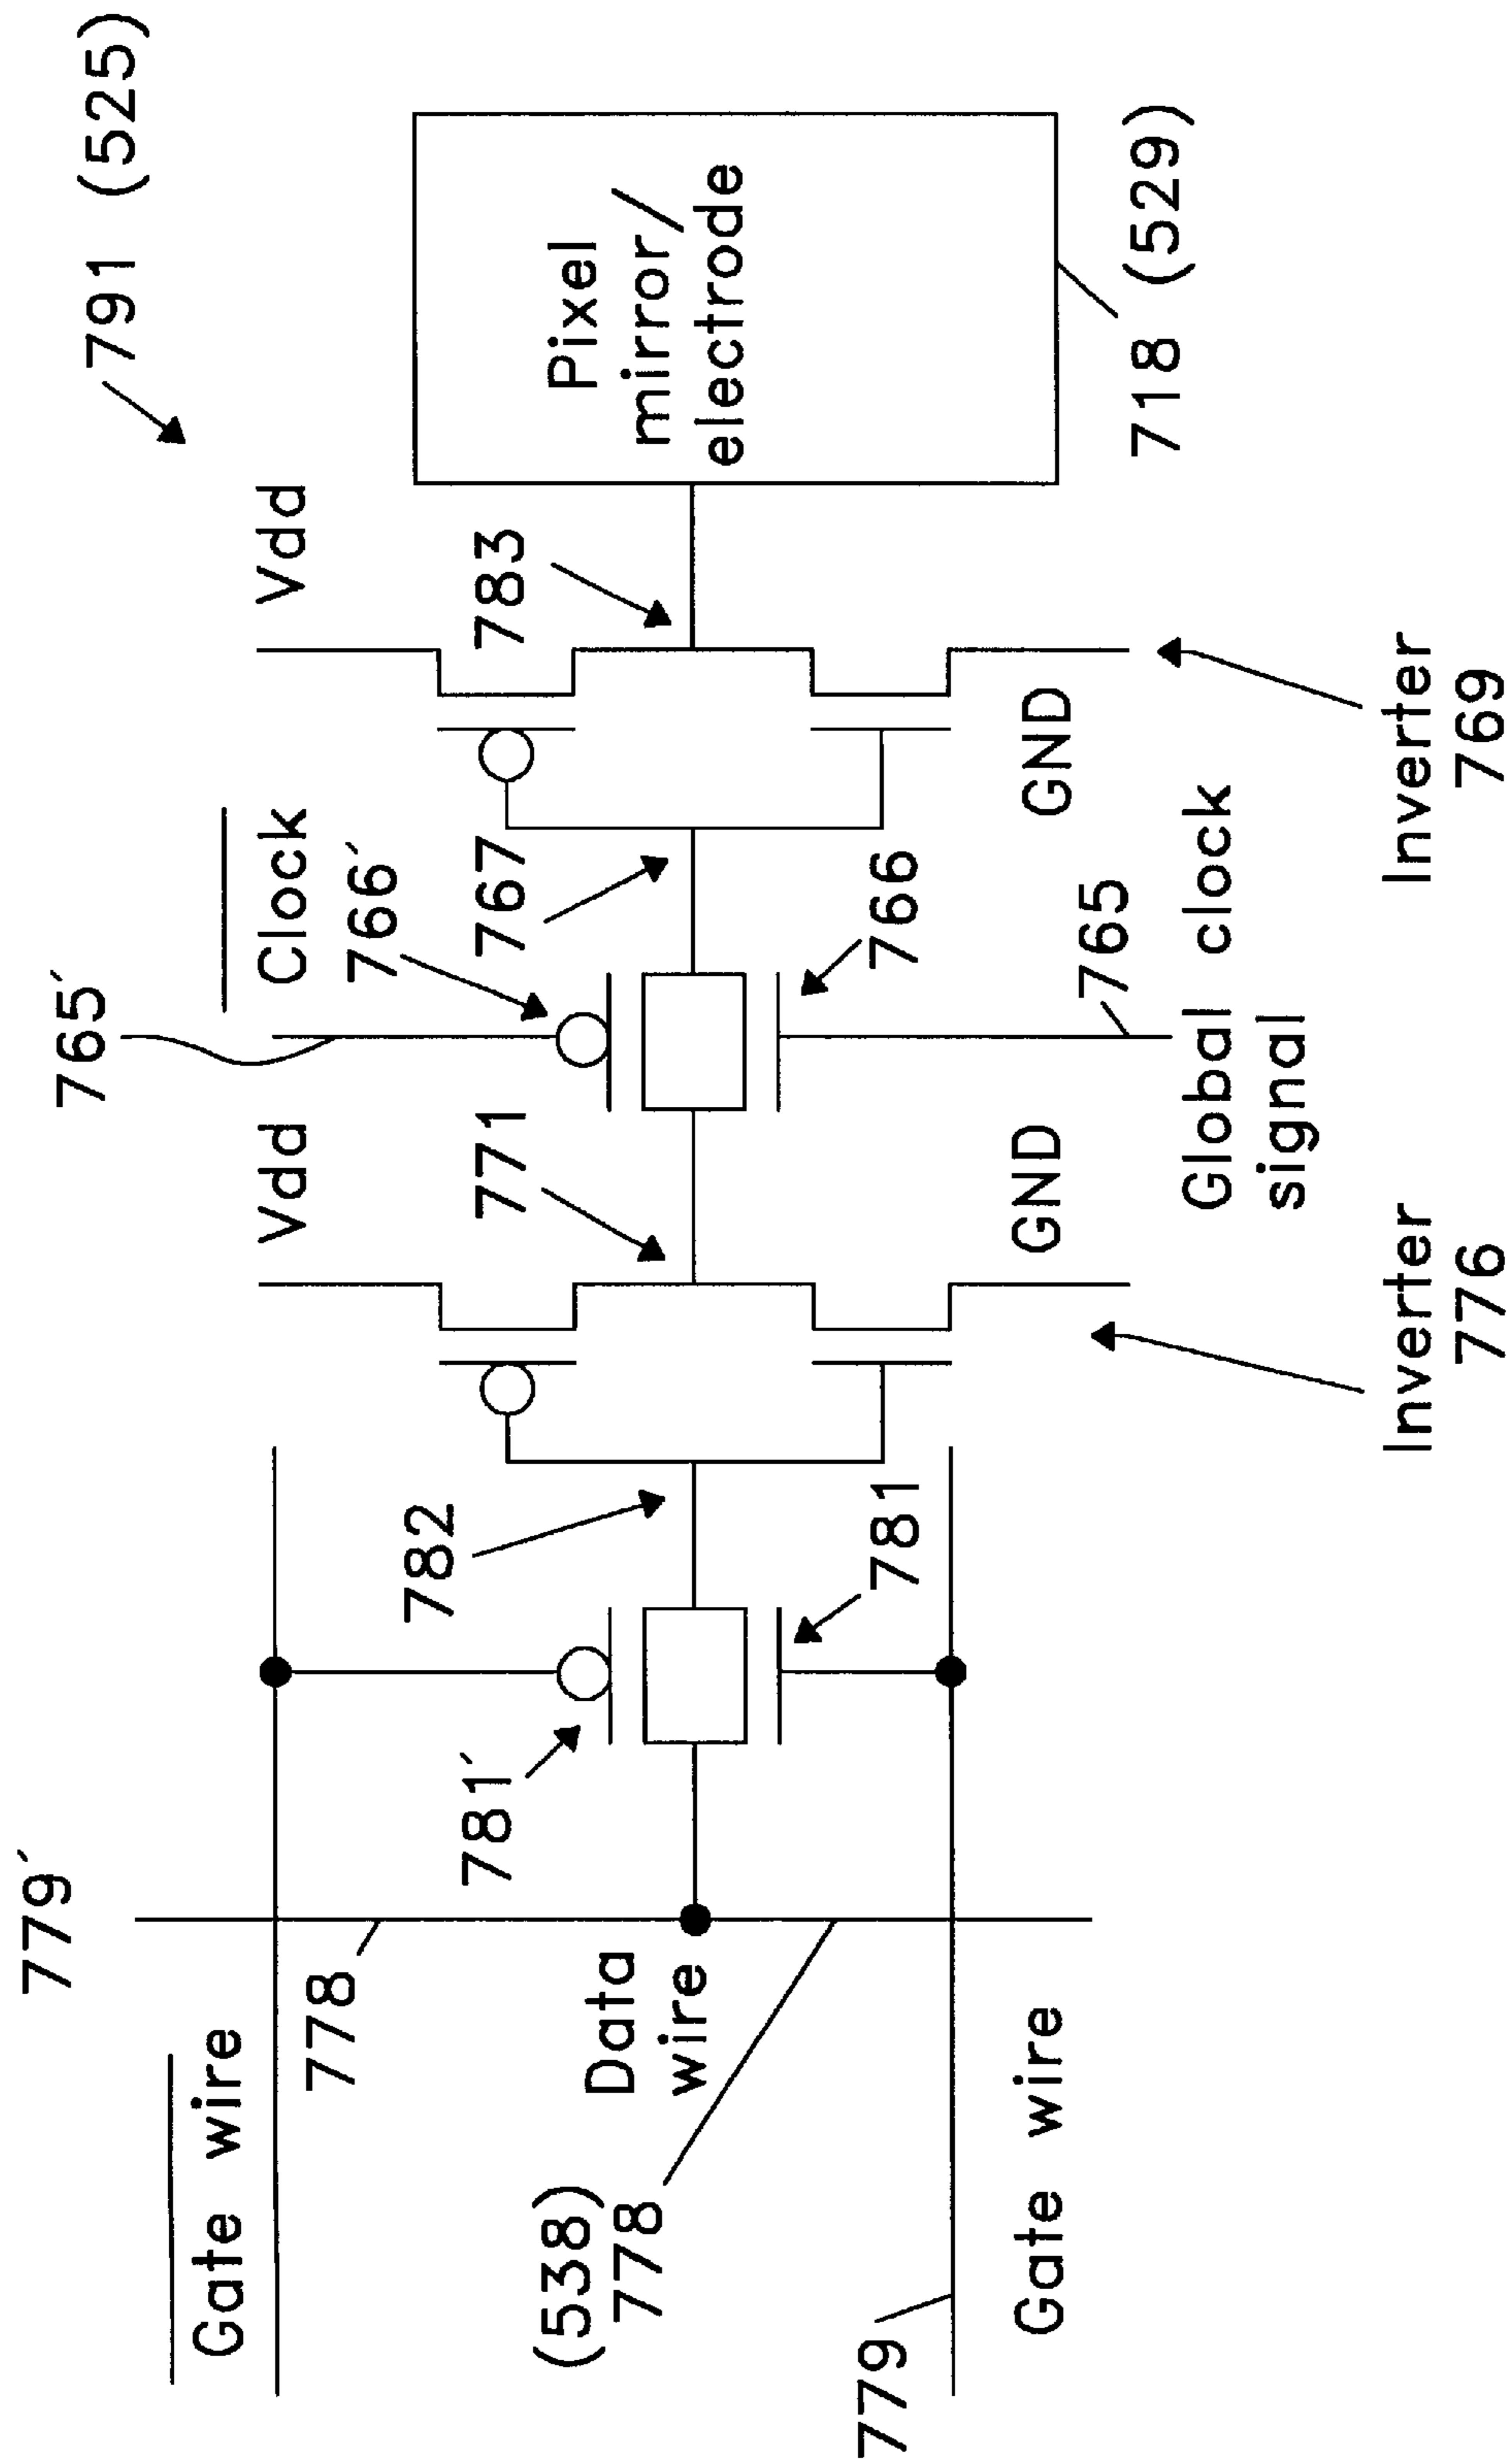 791 (525)
779′
Gate wire
778
Data
wire
(538)
778
779
Gate wire
781′
781
782
Vdd
771
GND
Inverter
776
765′
Clock
766′
767
766
765
Global clock
signal
Vdd
783
GND
Inverter
769
Pixel
mirror/
electrode
718 (529)